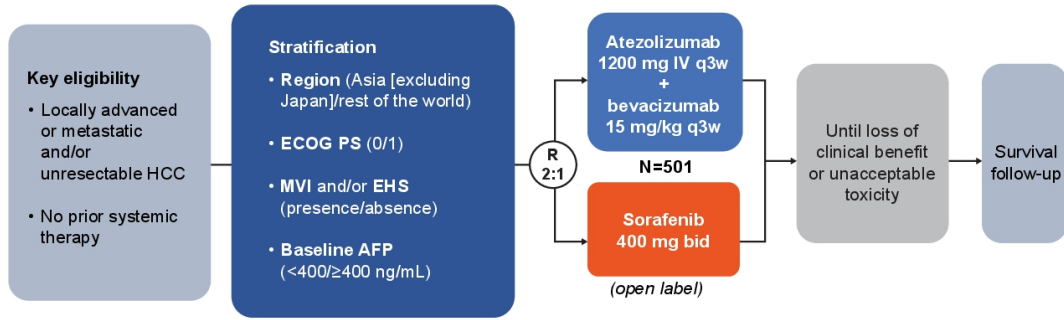 Key eligibility
• Locally advanced
or metastatic
and/or
unresectable HCC
• No prior systemic
therapy
Stratification
• Region (Asia [excluding
Japan]/rest of the world)
• ECOG PS (0/1)
• MVI and/or EHS
(presence/absence)
• Baseline AFP
(<400/≥400 ng/mL)
R
2:1
Atezolizumab
1200 mg IV q3w
+
bevacizumab
15 mg/kg q3w
N=501
Sorafenib
400 mg bid
(open label)
Until loss of
clinical benefit
or unacceptable
toxicity
Survival
follow-up